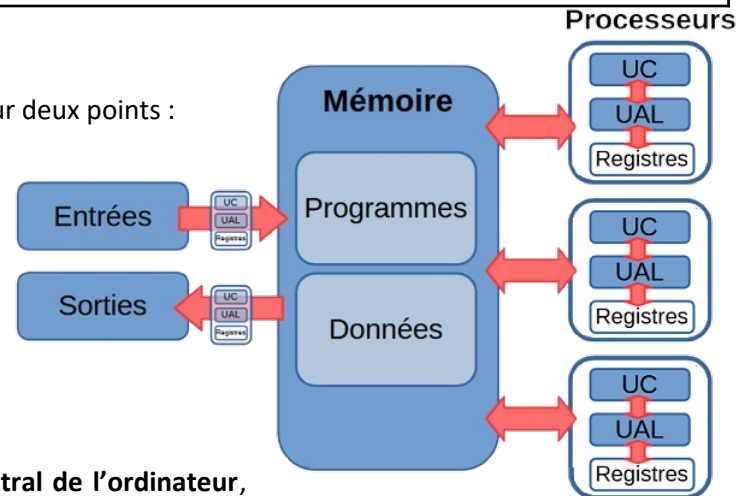 Processeurs
ur deux points :
Entrées
Sorties
UC
UAL
Registres
UC
UAL
Registres
Mémoire
Programmes
Données
UC
UAL
Registres
UC
UAL
Registres
UC
UAL
Registres
tral de l’ordinateur,